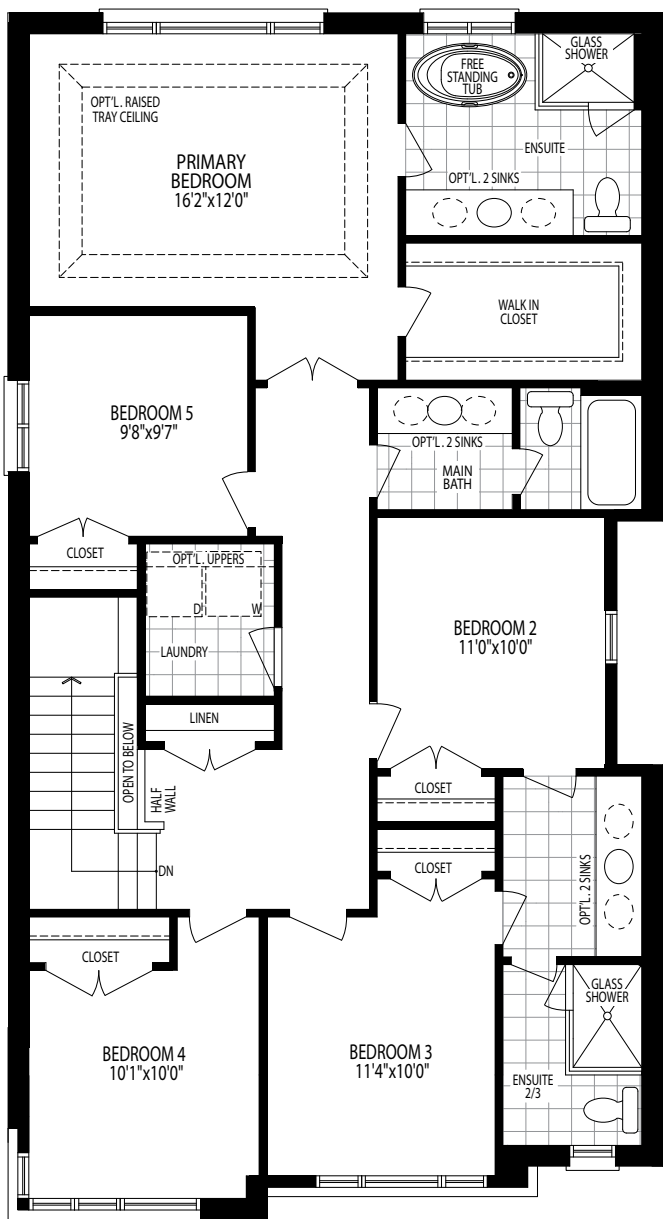 OPT'L. RAISED
TRAY CEILING
PRIMARY
BEDROOM
16'2"x12'0"
FREE
STANDING
TUB
GLASS
SHOWER
ENSUITE
OPT'L. 2 SINKS
WALK IN
CLOSET
BEDROOM 5
9'8"x9'7"
CLOSET
OPT'L. 2 SINKS
MAIN
BATH
OPT'L. UPPERS
D
W
LAUNDRY
BEDROOM 2
11'0"x10'0"
CLOSET
LINEN
OPEN TO BELOW
HALF
WALL
DN
CLOSET
OPT'L. 2 SINKS
CLOSET
BEDROOM 4
10'1"x10'0"
BEDROOM 3
11'4"x10'0"
GLASS
SHOWER
ENSUITE
2/3